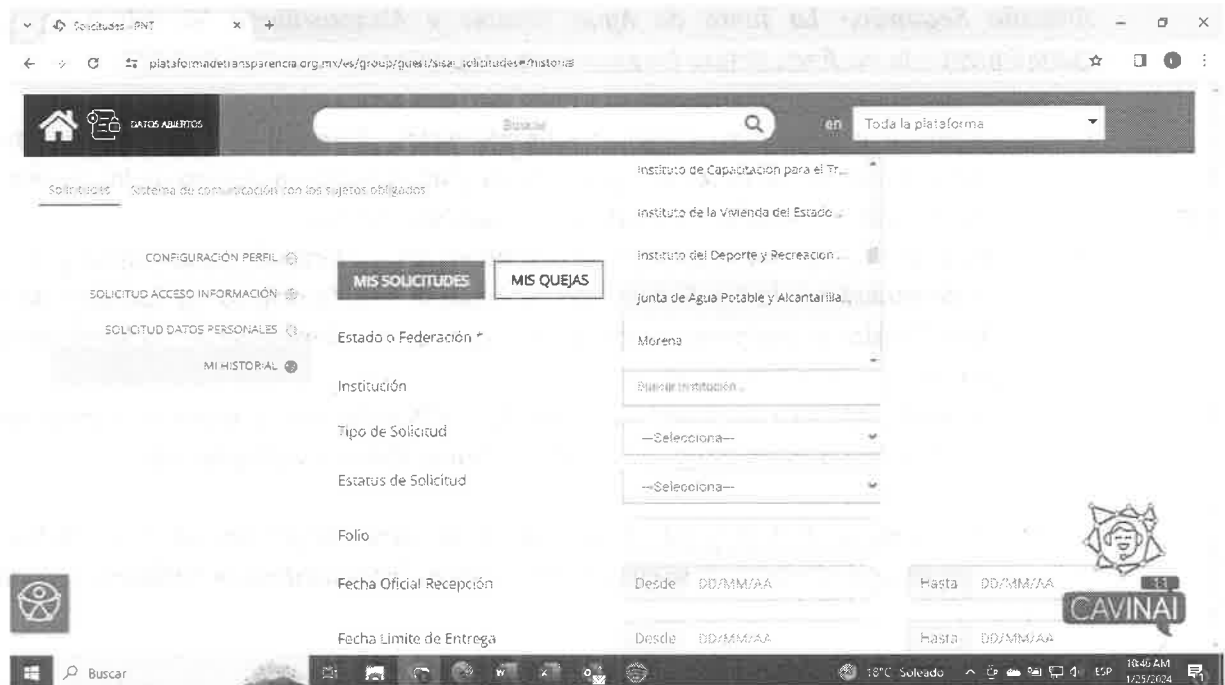 Solicitudes - PNT
plataformadetransparencia.org.mx/es/group/guest/sisai_solicitudes#/historial
DATOS ABIERTOS
Buscar
en
Toda la plataforma
Solicitudes
Sistema de comunicación con los sujetos obligados
Instituto de Capacitacion para el Tr...
Instituto de la Vivienda del Estado ...
Instituto del Deporte y Recreacion ...
Junta de Agua Potable y Alcantarilla...
Morena
CONFIGURACIÓN PERFIL
SOLICITUD ACCESO INFORMACIÓN
SOLICITUD DATOS PERSONALES
MI HISTORIAL
MIS SOLICITUDES
MIS QUEJAS
Estado o Federación *
Institución
Buscar institución ...
Tipo de Solicitud
---Selecciona---
Estatus de Solicitud
---Selecciona---
Folio
Fecha Oficial Recepción
Desde DD/MM/AA
Hasta DD/MM/AA
Fecha Limite de Entrega
Desde DD/MM/AA
Hasta DD/MM/AA
CAVINAI
Buscar
18°C Soleado
ESP
10:46 AM
1/25/2024